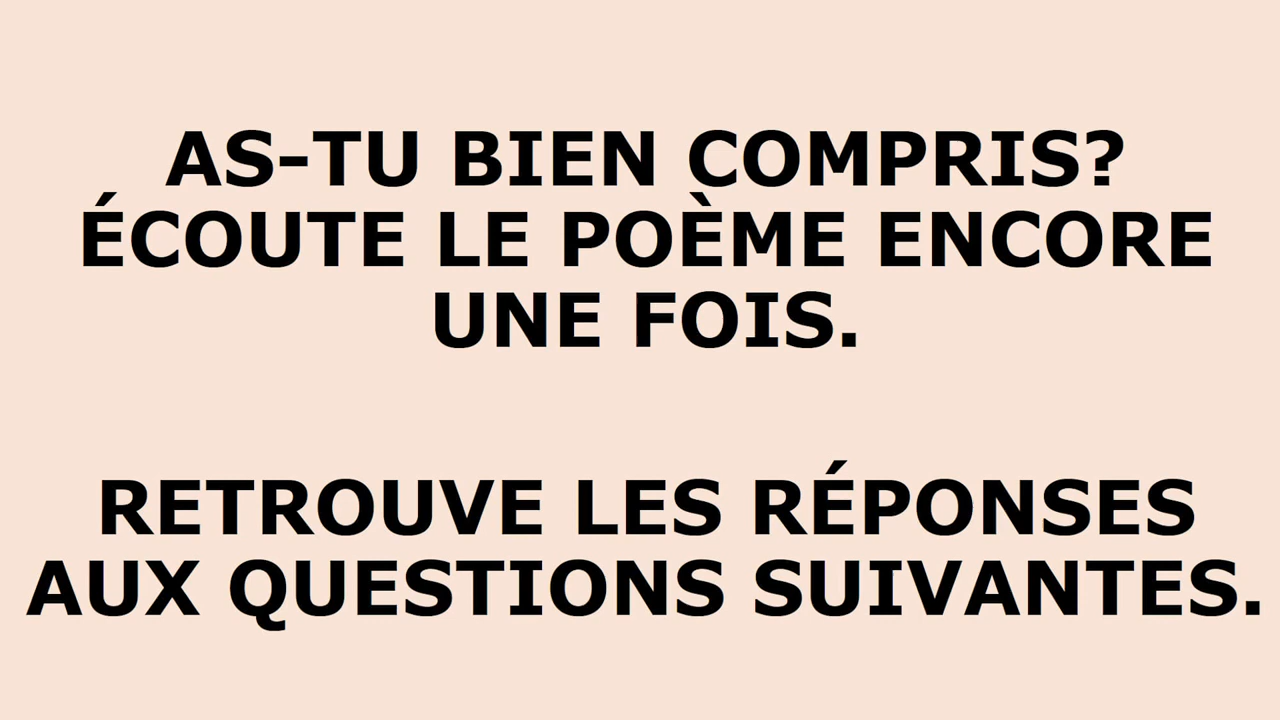 AS-TU BIEN COMPRIS?
ÉCOUTE LE POÈME ENCORE
UNE FOIS.
RETROUVE LES RÉPONSES
AUX QUESTIONS SUIVANTES.